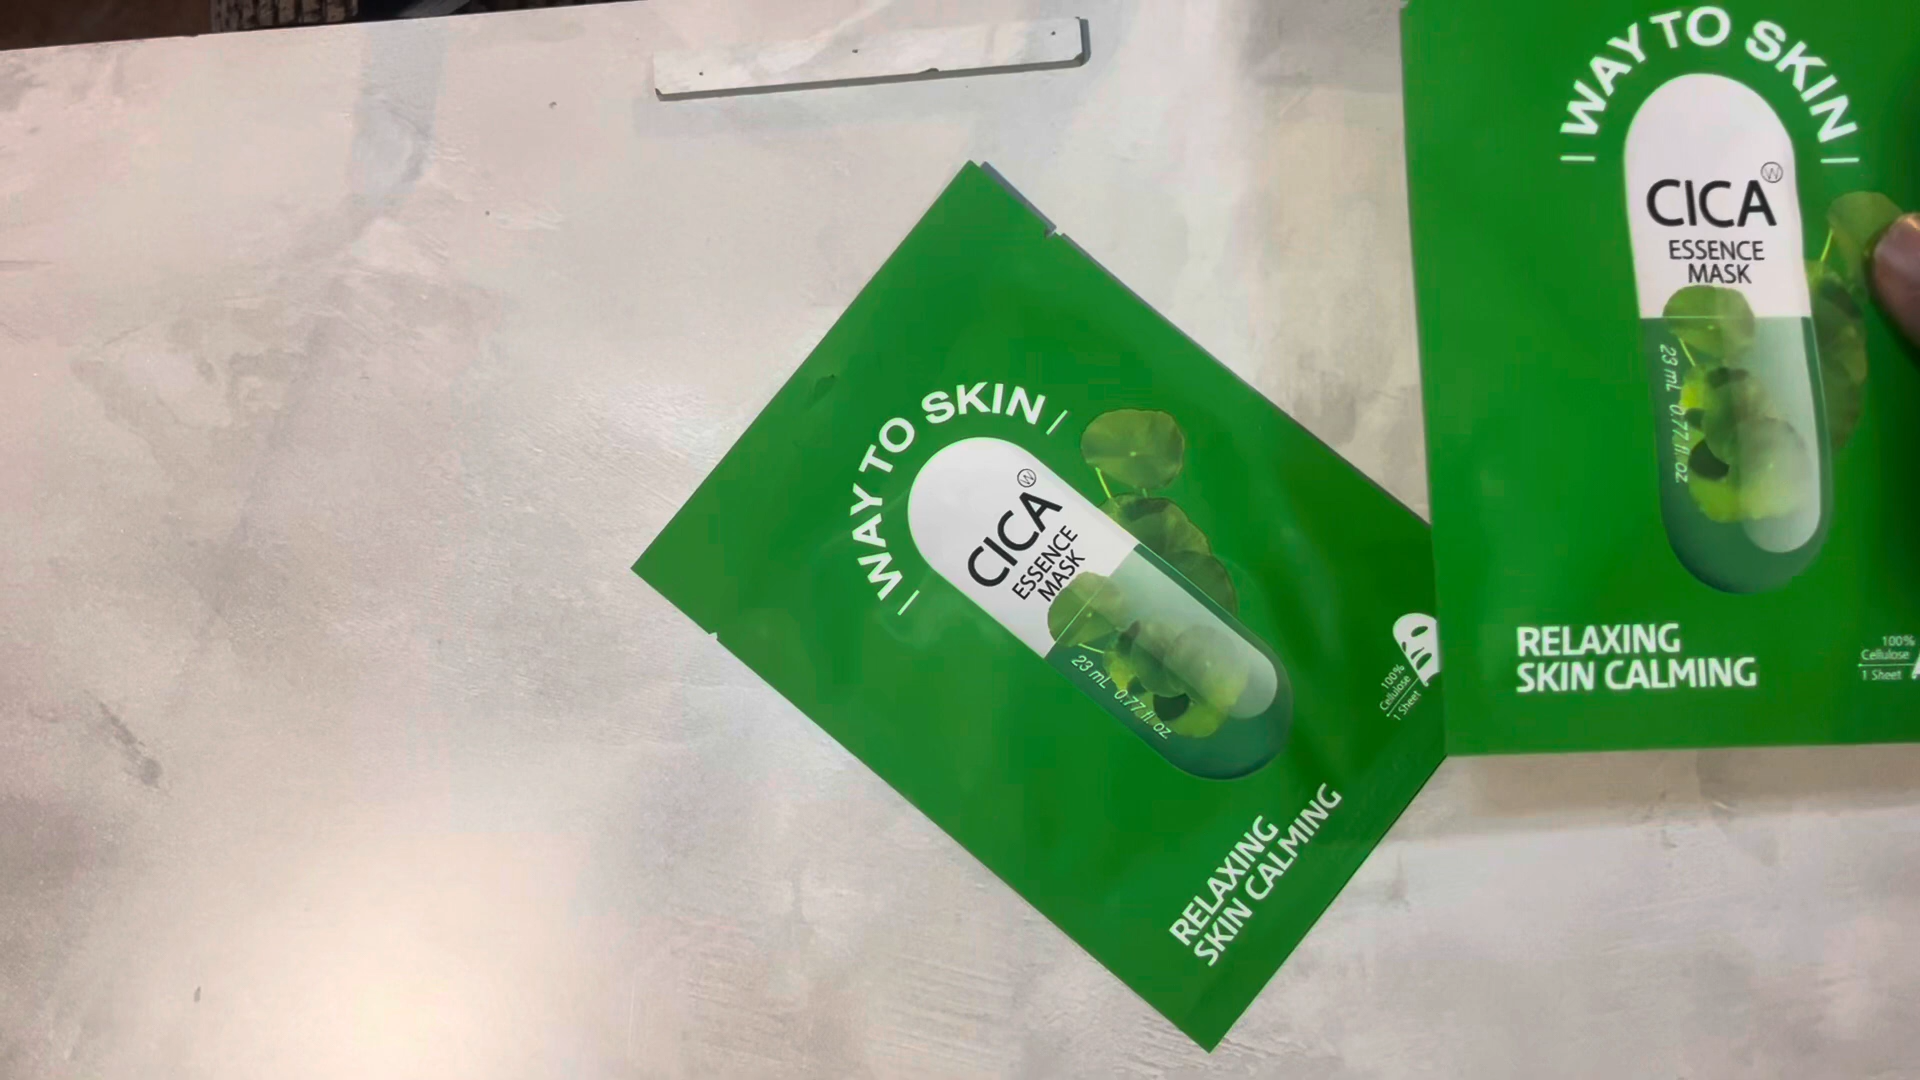 WAY TO SKIN
CICA
W
ESSENCE
MASK
23 mL 0.77 fl. oz
RELAXING
SKIN CALMING
100%
Cellulose
1 Sheet
WAY TO SKIN
CICA
W
ESSENCE
MASK
23 mL 0.77 fl. oz
RELAXING
SKIN CALMING
100%
Cellulose
1 Sheet